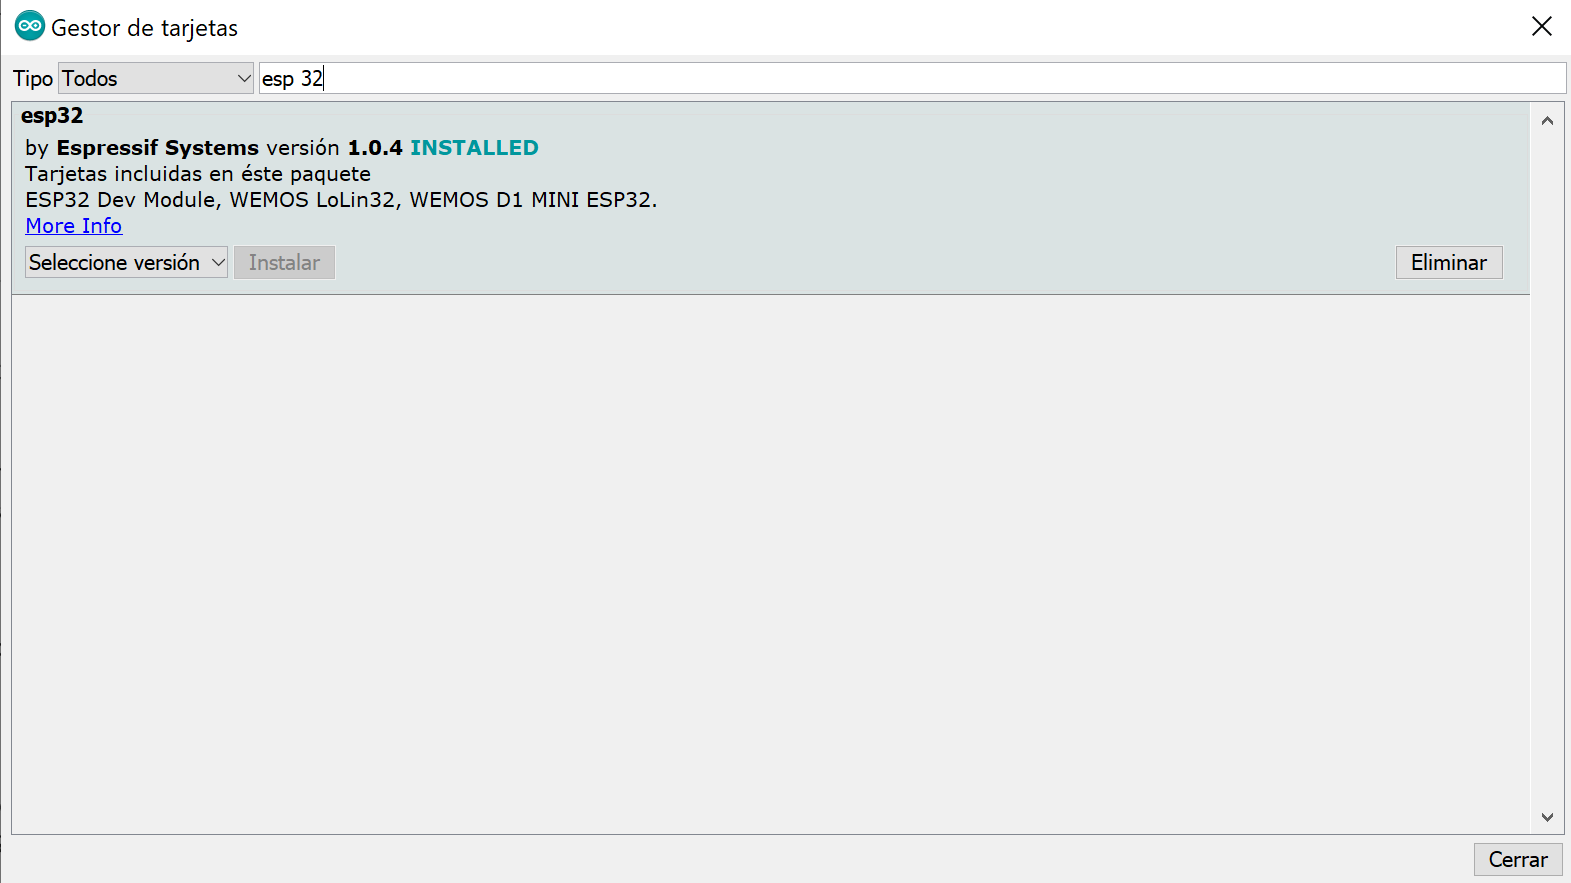 Gestor de tarjetas
Tipo Todos esp 32
esp32
by Espressif Systems versión 1.0.4 INSTALLED
Tarjetas incluidas en éste paquete
ESP32 Dev Module, WEMOS LoLin32, WEMOS D1 MINI ESP32.
More Info
Seleccione versión Instalar Eliminar
Cerrar